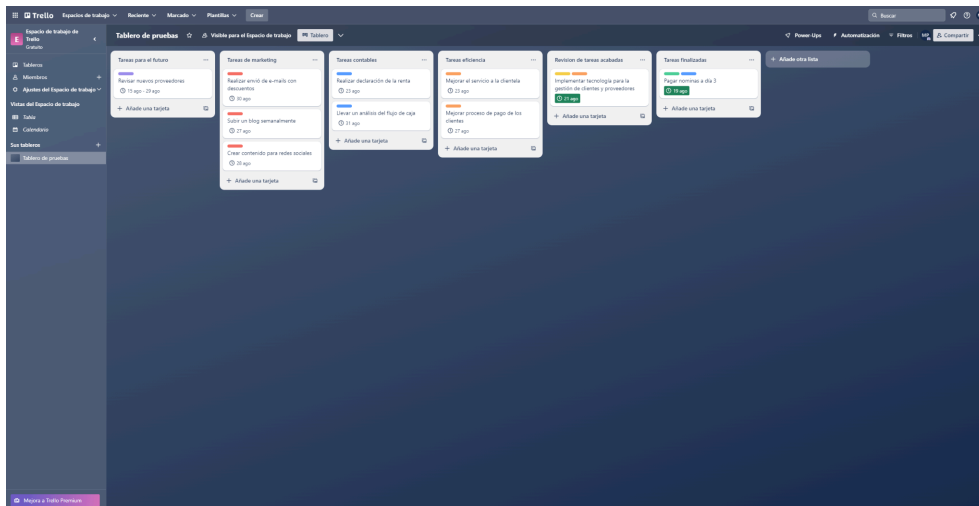 Trello Espacios de trabajo Reciente Marcado Plantillas Crear Buscar
E Espacio de trabajo de Trello
Gratuita
Tablero de pruebas Visible para el Espacio de trabajo Tablero Power-Ups Automatización Filtros MP Compartir
Tableros
Miembros +
Ajustes del Espacio de trabajo
Vistas del Espacio de trabajo
Tabla
Calendario
Sus tableros +
Tablero de pruebas
Mejora a Trello Premium
Tareas para el futuro ...
Revisar nuevos proveedores
15 ago - 29 ago
+ Añade una tarjeta
Tareas de marketing ...
Realizar envió de e-mails con
descuentos
30 ago
Subir un blog semanalmente
27 ago
Crear contenido para redes sociales
28 ago
+ Añade una tarjeta
Tareas contables ...
Realizar declaración de la renta
23 ago
Llevar un análisis del flujo de caja
31 ago
+ Añade una tarjeta
Tareas eficiencia ...
Mejorar el servicio a la clientela
23 ago
Mejorar proceso de pago de los
clientes
27 ago
+ Añade una tarjeta
Revision de tareas acabadas ...
Implementar tecnología para la
gestión de clientes y proveedores
21 ago
+ Añade una tarjeta
Tareas finalizadas ...
Pagar nominas a día 3
19 ago
+ Añade una tarjeta
+ Añade otra lista